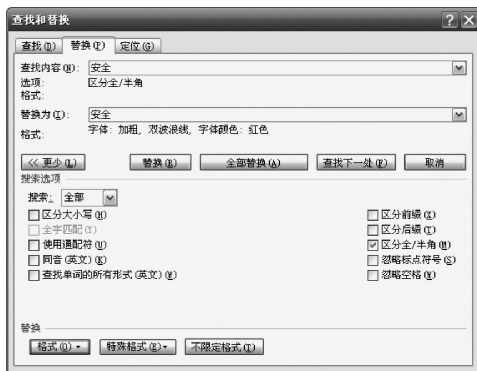 查找和替换
查找(D) 替换(P) 定位(G)
查找内容(N): 安全
选项: 区分全/半角
格式:
替换为(I): 安全
格式: 字体: 加粗, 双波浪线, 字体颜色: 红色
<< 更少(L) 替换(R) 全部替换(A) 查找下一处(F) 取消
搜索选项
搜索: 全部
区分大小写(H) 区分前缀(X)
全字匹配(Y) 区分后缀(T)
使用通配符(U) 区分全/半角(M)
同音(英文)(K) 忽略标点符号(S)
查找单词的所有形式(英文)(W) 忽略空格(W)
替换
格式(O) 特殊格式(E) 不限定格式(T)